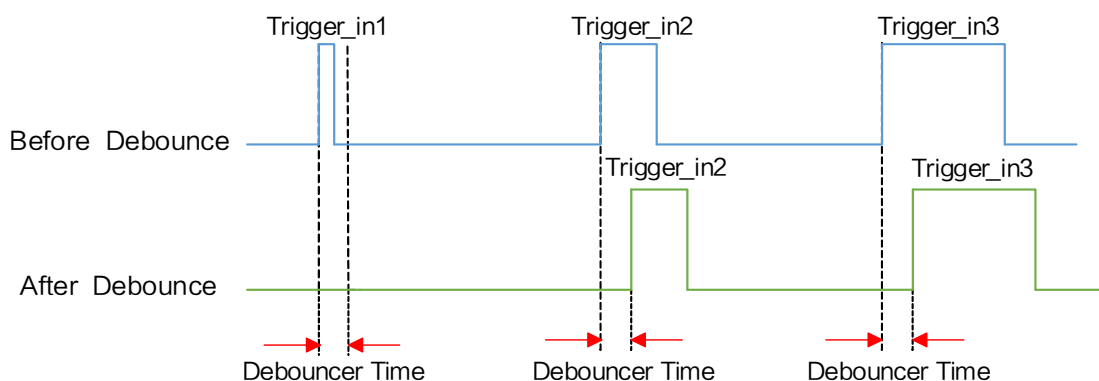 Trigger_in1
Trigger_in2
Trigger_in3
Before Debounce
Trigger_in2
Trigger_in3
After Debounce
Debouncer Time
Debouncer Time
Debouncer Time